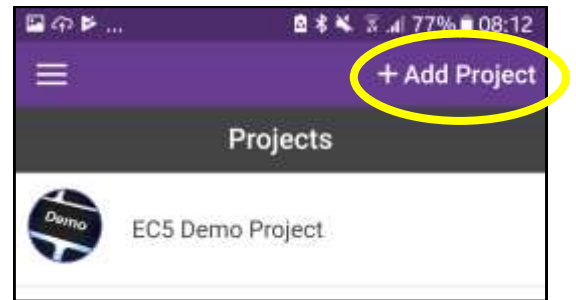 ... 77% 08:12
+ Add Project
Projects
Demo
EC5 Demo Project